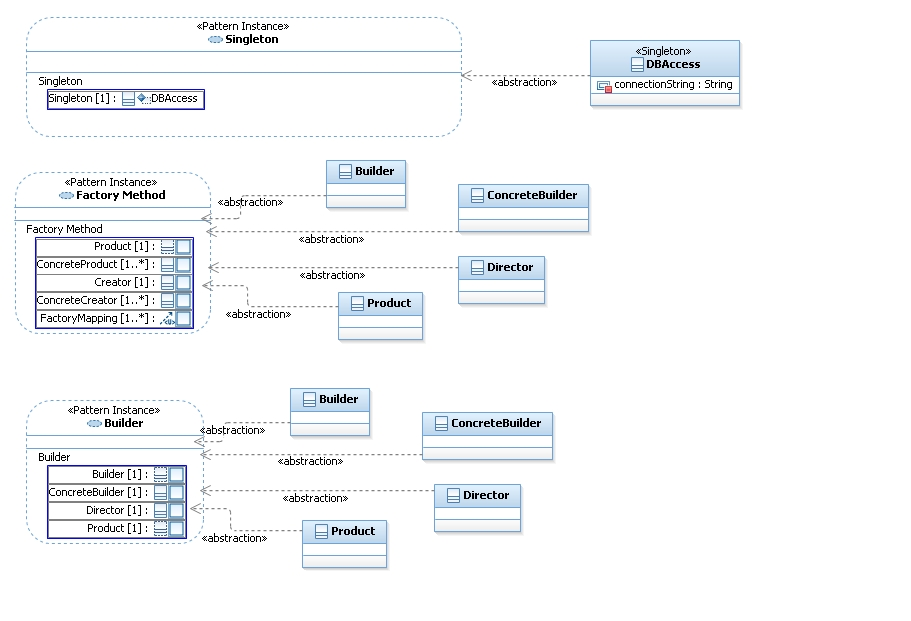 «Pattern Instance»
Singleton
Singleton
Singleton [1] : DBAccess
«abstraction»
«Singleton»
DBAccess
connectionString : String
«Pattern Instance»
Factory Method
Factory Method
Product [1] :
ConcreteProduct [1..*] :
Creator [1] :
ConcreteCreator [1..*] :
FactoryMapping [1..*] :
«abstraction»
Builder
«abstraction»
ConcreteBuilder
«abstraction»
Director
«abstraction»
Product
«Pattern Instance»
Builder
Builder
Builder [1] :
ConcreteBuilder [1] :
Director [1] :
Product [1] :
«abstraction»
Builder
«abstraction»
ConcreteBuilder
«abstraction»
Director
«abstraction»
Product